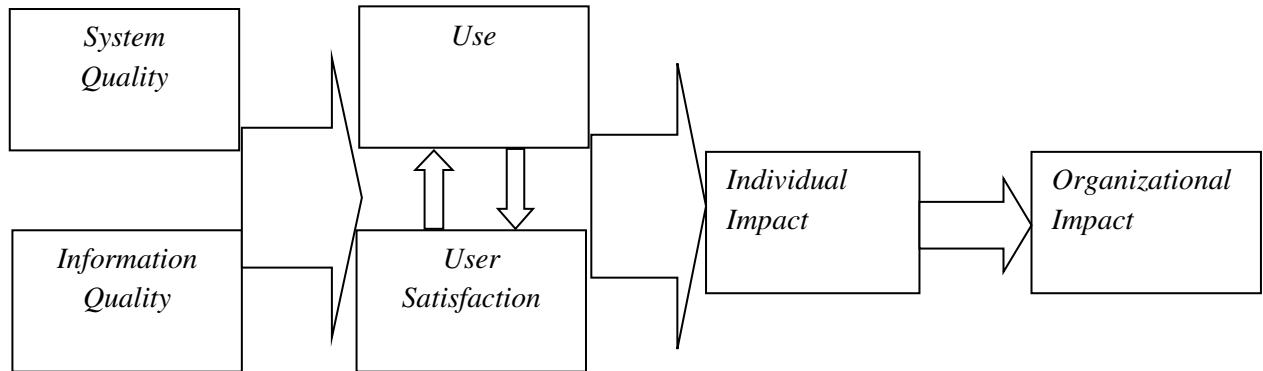 System
Quality
Use
Information
Quality
User
Satisfaction
Individual
Impact
Organizational
Impact